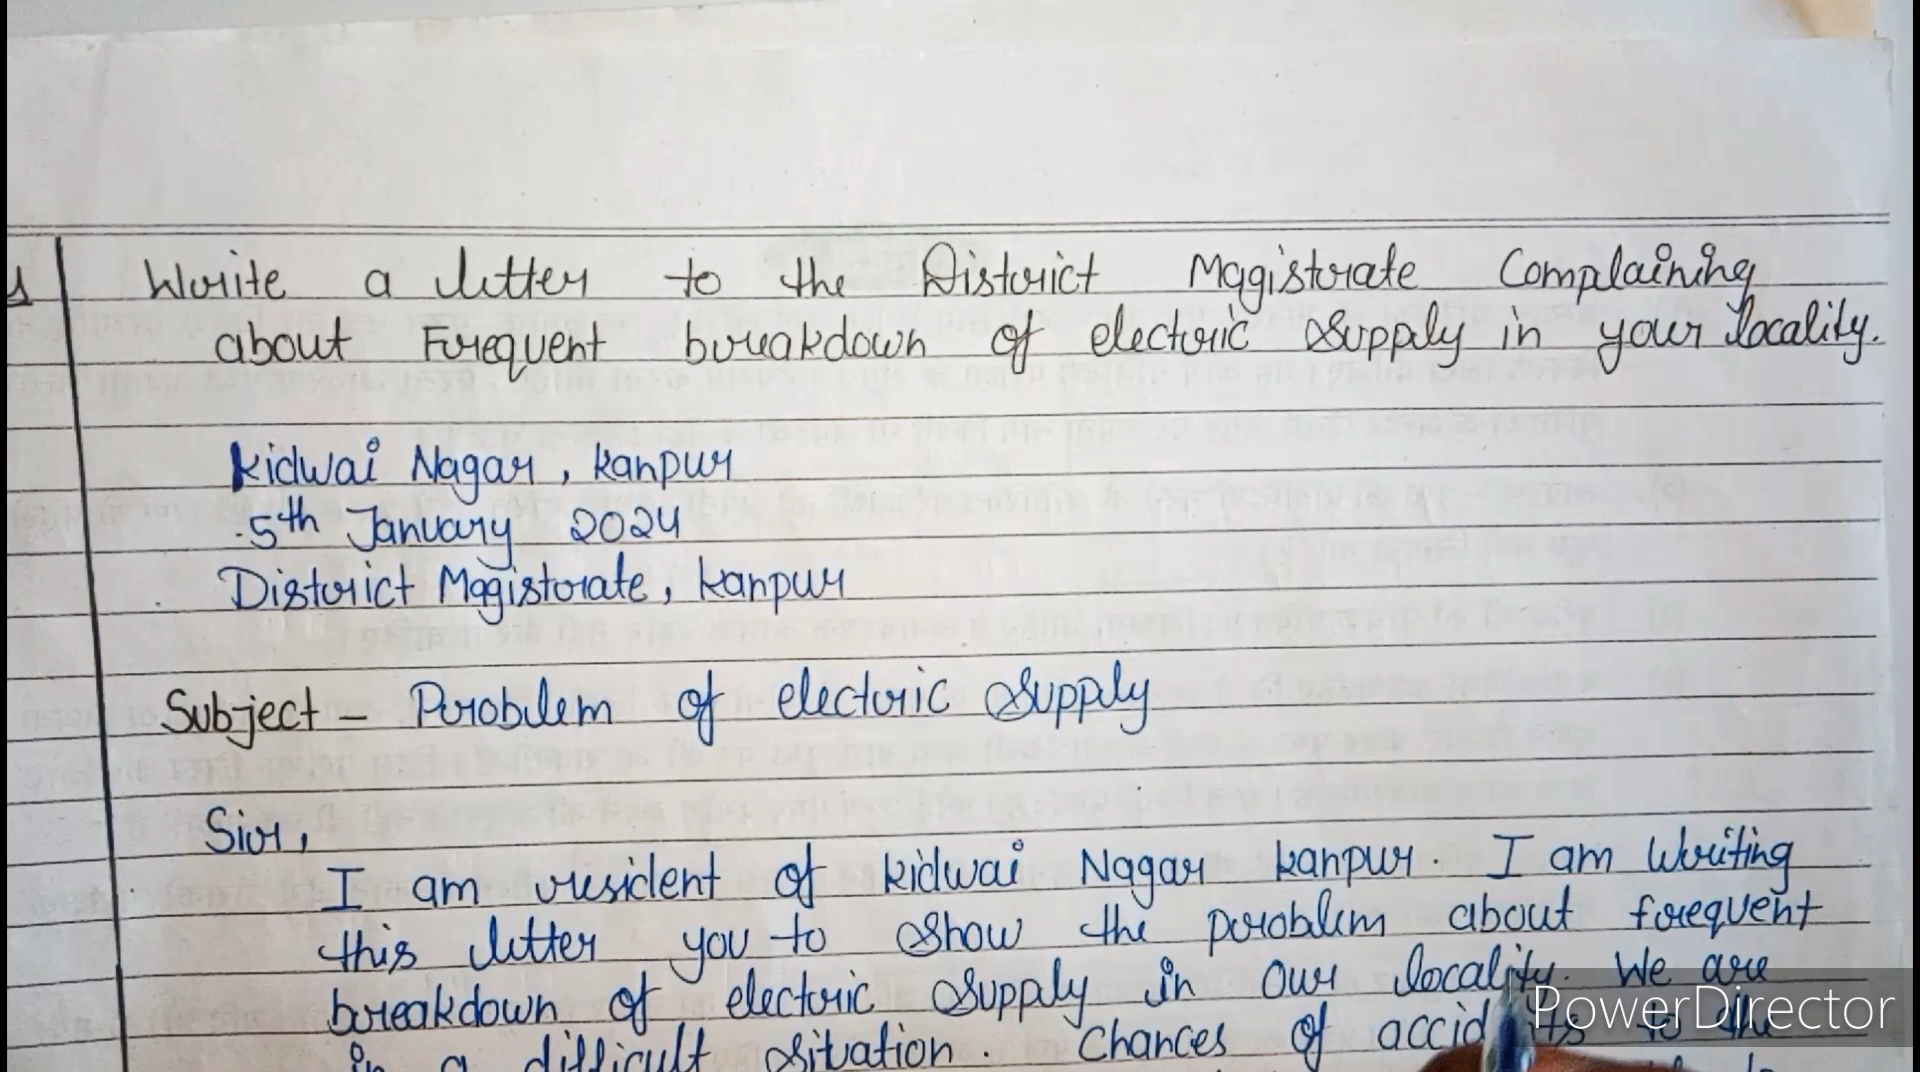 Write a letter to the District Magistrate Complaining
about Frequent breakdown of electric supply in your locality.
Kidwai Nagar, Kanpur
5th January 2024
District Magistrate, Kanpur
Subject – Problem of electric supply
Sir,
I am resident of Kidwai Nagar Kanpur. I am writing
this letter you to show the problem about frequent
breakdown of electric supply in our locality. We are
in a difficult situation. Chances of to the
PowerDirector